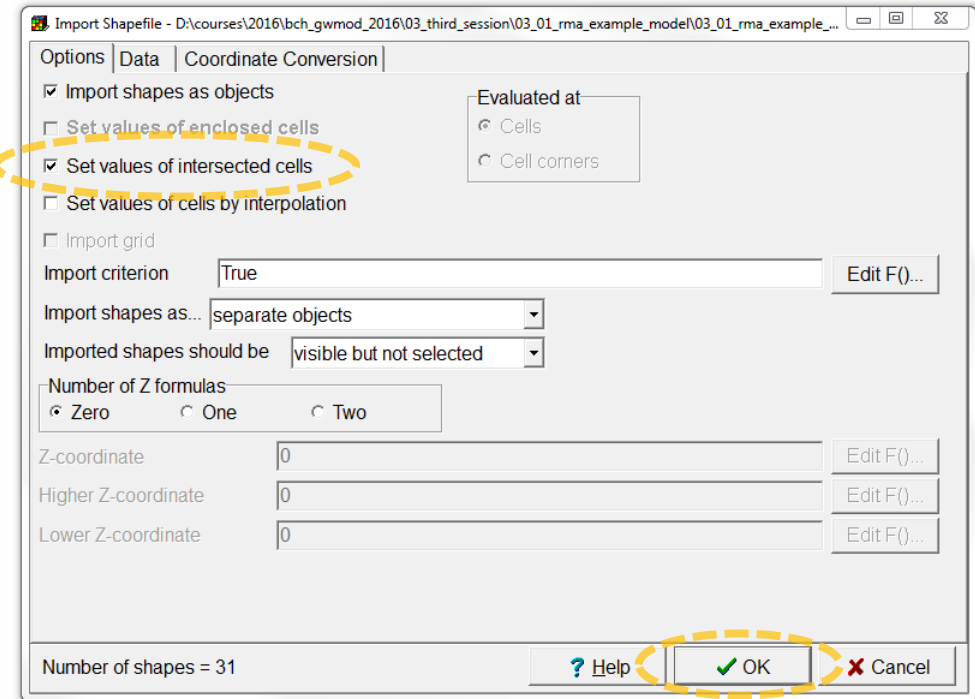 Import Shapefile - D:\courses\2016\bch_gwmod_2016\03_third_session\03_01_rma_example_model\03_01_rma_example_...
Options Data Coordinate Conversion
Import shapes as objects
Evaluated at
Set values of enclosed cells
Cells
Set values of intersected cells
Cell corners
Set values of cells by interpolation
Import grid
Import criterion True Edit F()...
Import shapes as... separate objects
Imported shapes should be visible but not selected
Number of Z formulas
Zero One Two
Z-coordinate 0 Edit F()...
Higher Z-coordinate 0 Edit F()...
Lower Z-coordinate 0 Edit F()...
Number of shapes = 31 ? Help OK Cancel